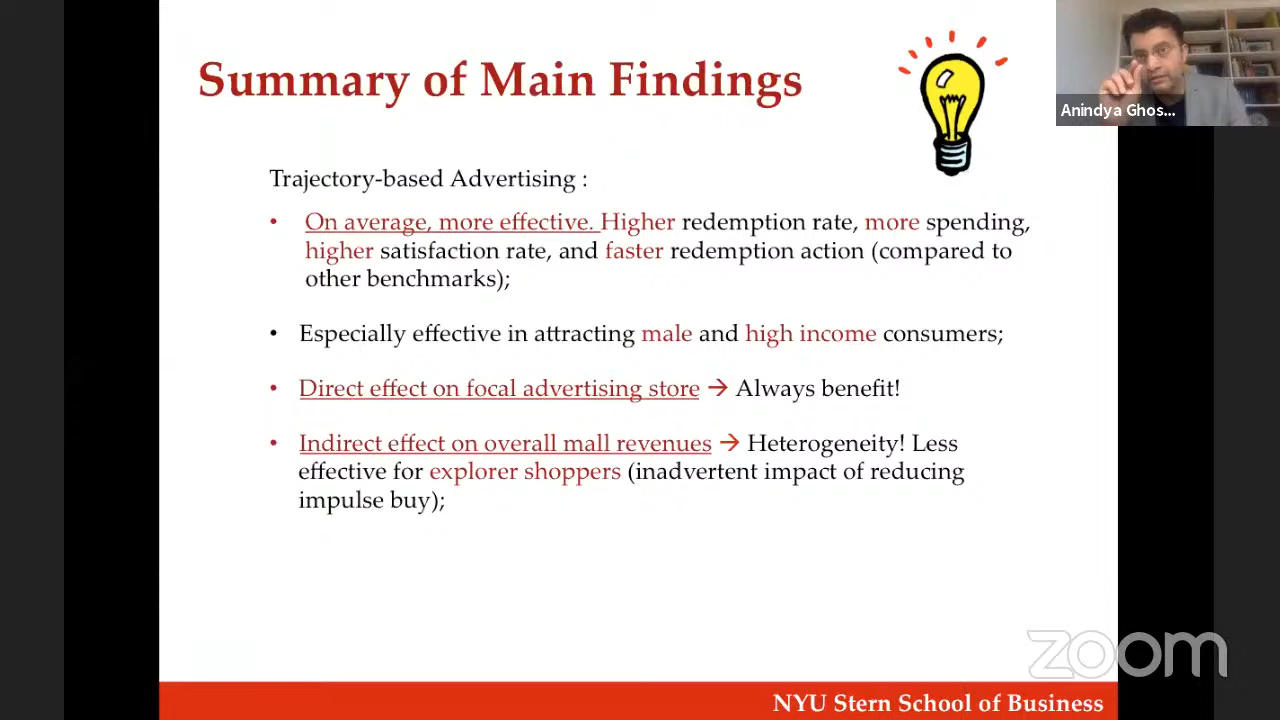 Summary of Main Findings
Anindya Ghos...
Trajectory-based Advertising :
• On average, more effective. Higher redemption rate, more spending,
higher satisfaction rate, and faster redemption action (compared to
other benchmarks);
• Especially effective in attracting male and high income consumers;
• Direct effect on focal advertising store → Always benefit!
• Indirect effect on overall mall revenues → Heterogeneity! Less
effective for explorer shoppers (inadvertent impact of reducing
impulse buy);
zoom
NYU Stern School of Business